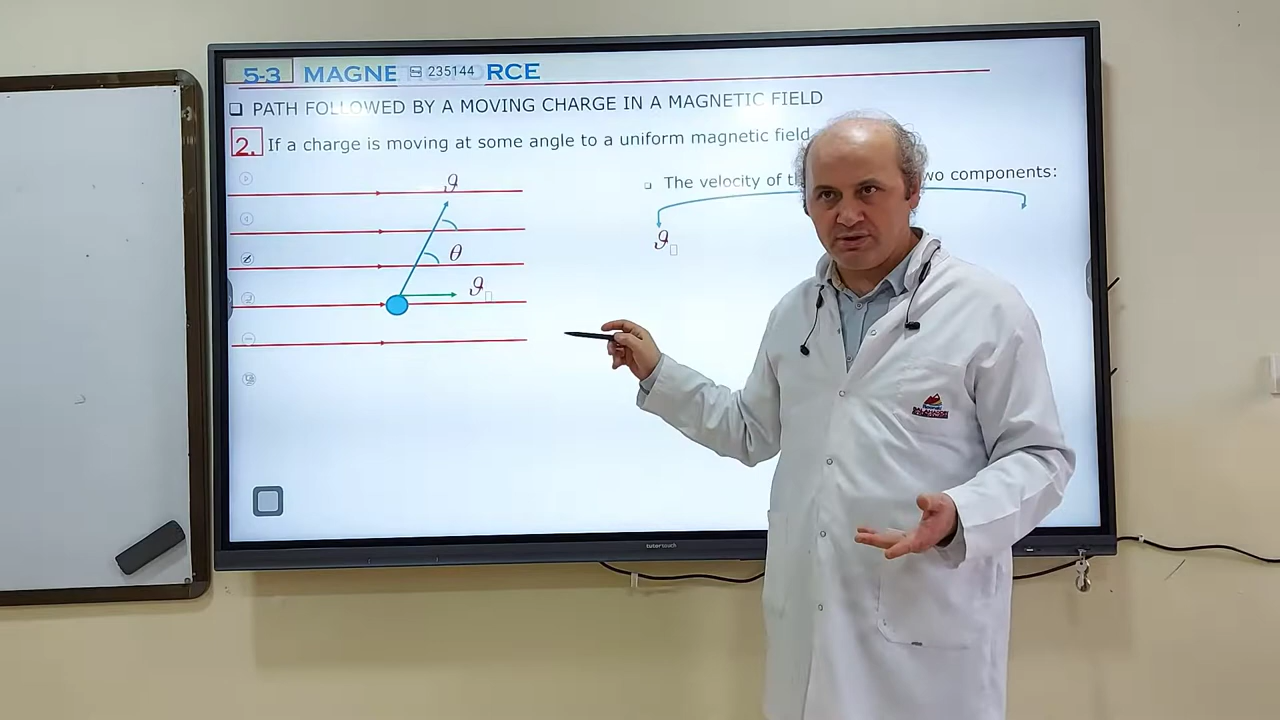 5-3 MAGNE 235144 RCE
❑ PATH FOLLOWED BY A MOVING CHARGE IN A MAGNETIC FIELD
2. If a charge is moving at some angle to a uniform magnetic field
❑ The velocity of wo components:
ϑ
θ
ϑ▯
ϑ▯
tutortouch